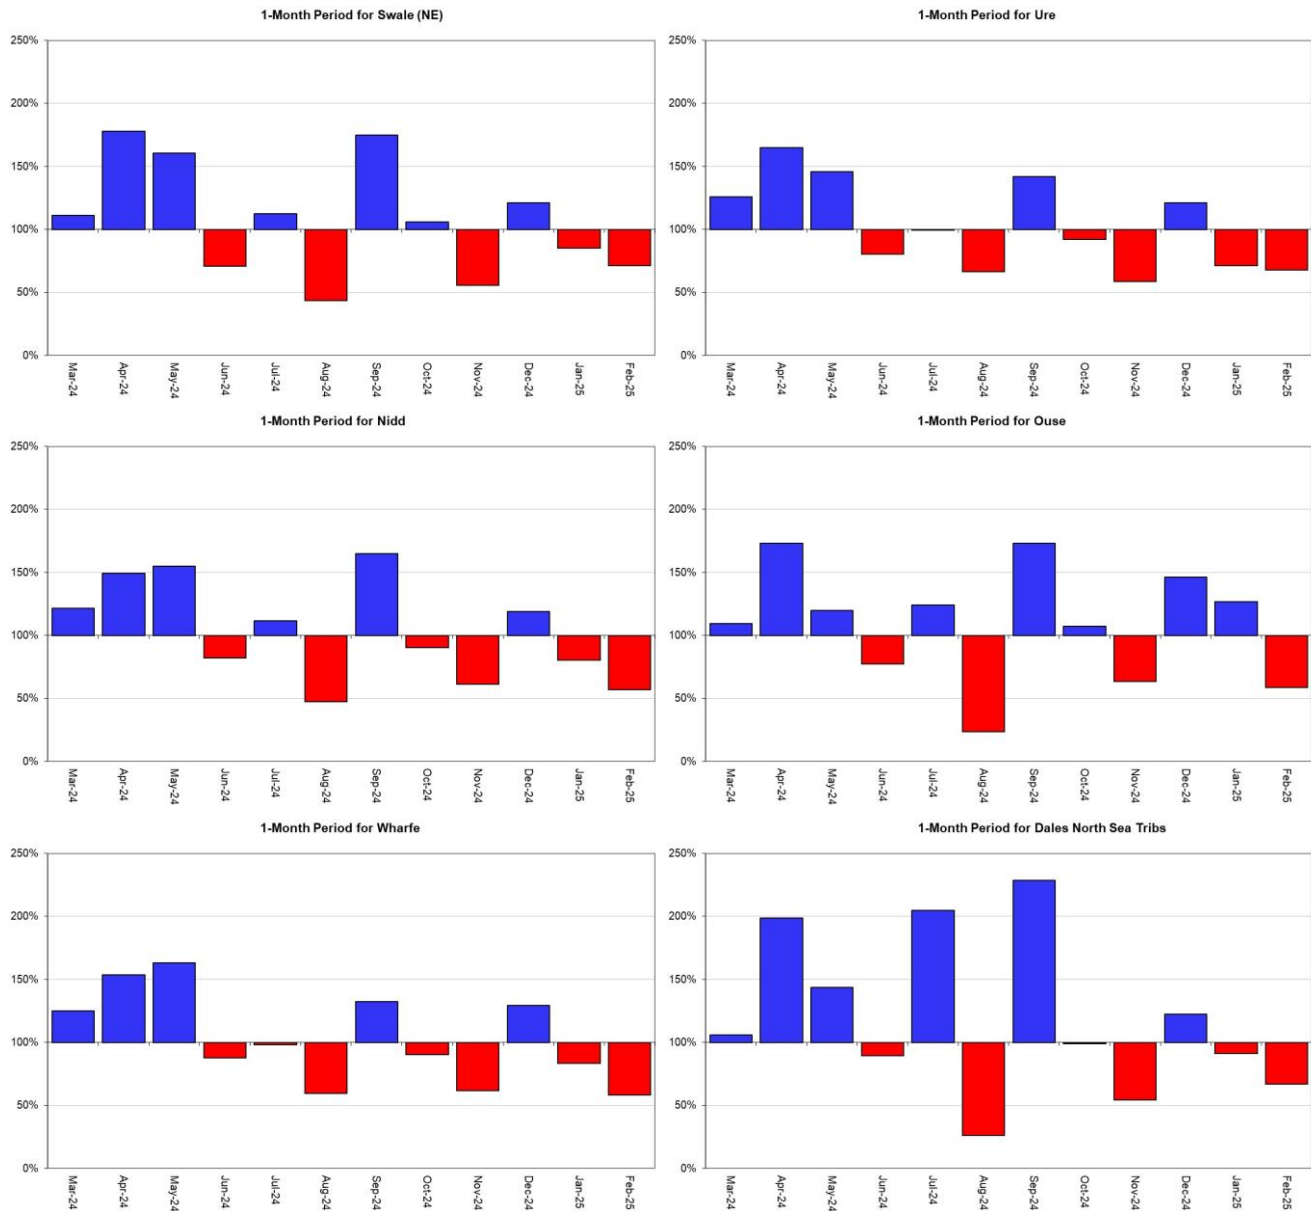 1-Month Period for Swale (NE)
250%
200%
150%
100%
50%
0%
Mar-24
Apr-24
May-24
Jun-24
Jul-24
Aug-24
Sep-24
Oct-24
Nov-24
Dec-24
Jan-25
Feb-25
1-Month Period for Ure
250%
200%
150%
100%
50%
0%
Mar-24
Apr-24
May-24
Jun-24
Jul-24
Aug-24
Sep-24
Oct-24
Nov-24
Dec-24
Jan-25
Feb-25
1-Month Period for Nidd
250%
200%
150%
100%
50%
0%
Mar-24
Apr-24
May-24
Jun-24
Jul-24
Aug-24
Sep-24
Oct-24
Nov-24
Dec-24
Jan-25
Feb-25
1-Month Period for Ouse
250%
200%
150%
100%
50%
0%
Mar-24
Apr-24
May-24
Jun-24
Jul-24
Aug-24
Sep-24
Oct-24
Nov-24
Dec-24
Jan-25
Feb-25
1-Month Period for Wharfe
250%
200%
150%
100%
50%
0%
Mar-24
Apr-24
May-24
Jun-24
Jul-24
Aug-24
Sep-24
Oct-24
Nov-24
Dec-24
Jan-25
Feb-25
1-Month Period for Dales North Sea Tribs
250%
200%
150%
100%
50%
0%
Mar-24
Apr-24
May-24
Jun-24
Jul-24
Aug-24
Sep-24
Oct-24
Nov-24
Dec-24
Jan-25
Feb-25